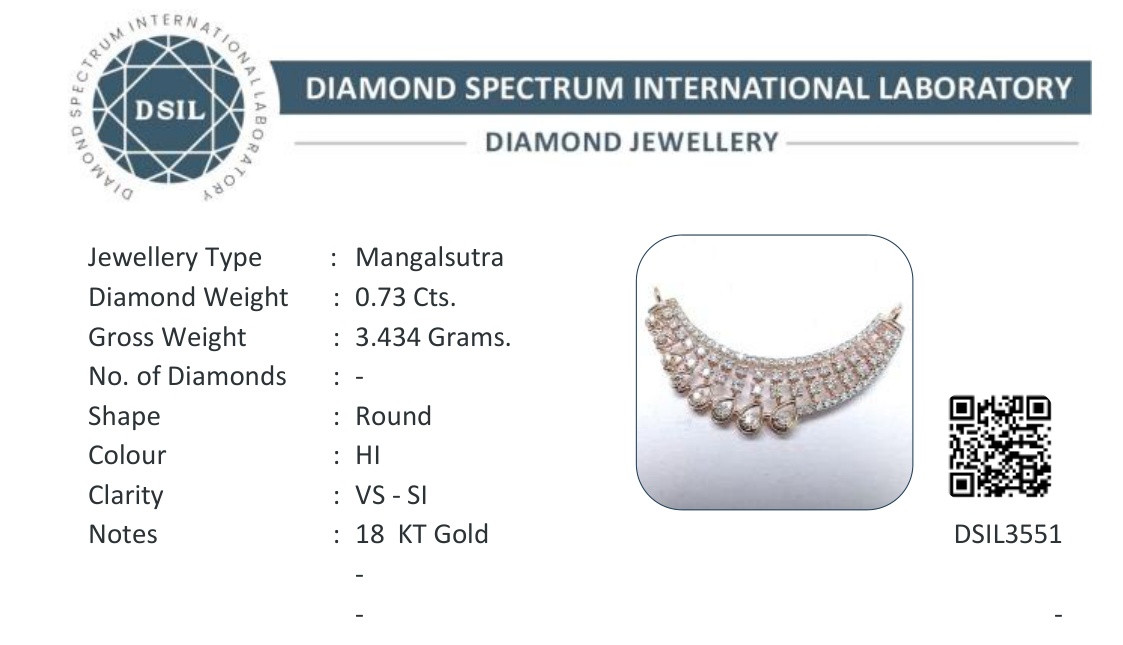 DIAMOND SPECTRUM INTERNATIONAL LABORATORY
DSIL
DIAMOND SPECTRUM INTERNATIONAL LABORATORY
DIAMOND JEWELLERY
Jewellery Type : Mangalsutra
Diamond Weight : 0.73 Cts.
Gross Weight : 3.434 Grams.
No. of Diamonds : -
Shape : Round
Colour : HI
Clarity : VS - SI
Notes : 18 KT Gold
DSIL3551
-
- -